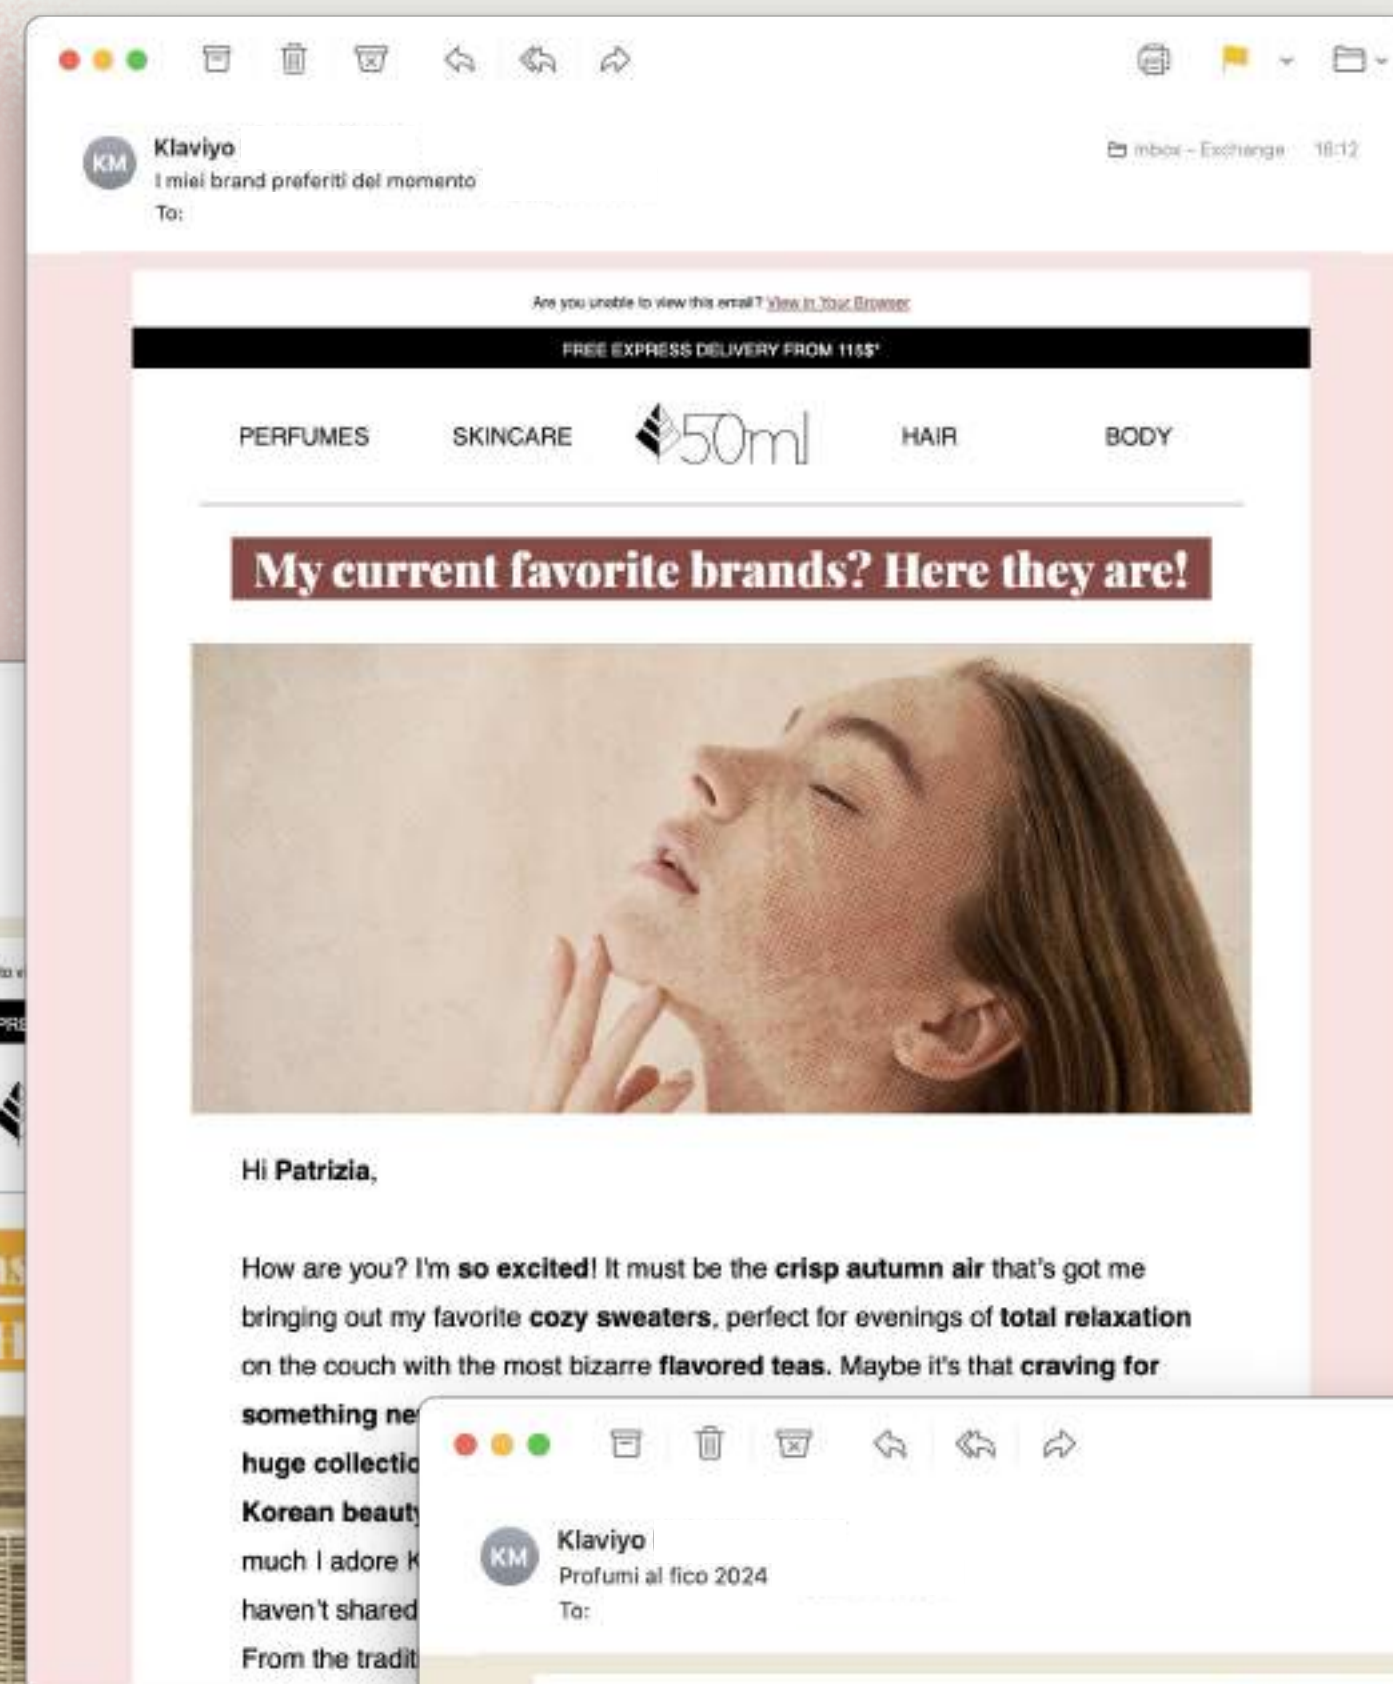 KM
Klaviyo
I miei brand preferiti del momento
To:
mbox – Exchange 16:12
Are you unable to view this email? View in Your Browser
FREE EXPRESS DELIVERY FROM 115$*
PERFUMES SKINCARE 50ml HAIR BODY
My current favorite brands? Here they are!
Hi Patrizia,
How are you? I'm so excited! It must be the crisp autumn air that's got me
bringing out my favorite cozy sweaters, perfect for evenings of total relaxation
on the couch with the most bizarre flavored teas. Maybe it's that craving for
something
huge
Korean
much I adore
haven't shared
From the
KM
Klaviyo
Profumi al fico 2024
To: